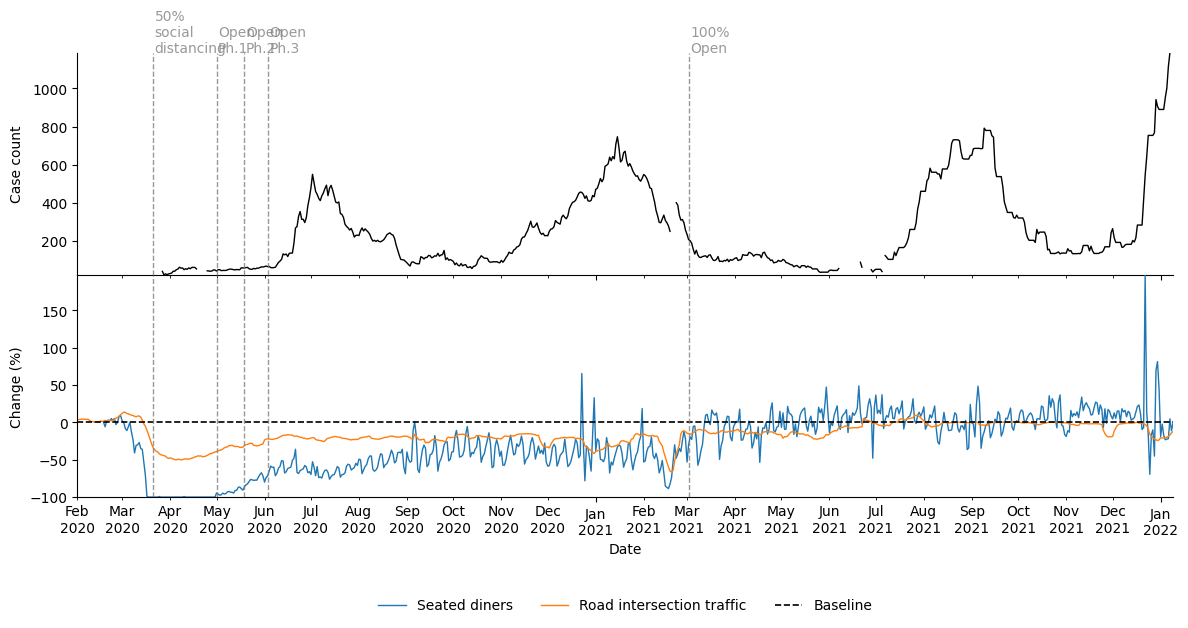 50%
social
distancing
Open
Ph.1
Open
Ph.2
Open
Ph.3
100%
Open
Case count
1000
800
600
400
200
Change (%)
150
100
50
0
−50
−100
Feb
2020
Mar
2020
Apr
2020
May
2020
Jun
2020
Jul
2020
Aug
2020
Sep
2020
Oct
2020
Nov
2020
Dec
2020
Jan
2021
Feb
2021
Mar
2021
Apr
2021
May
2021
Jun
2021
Jul
2021
Aug
2021
Sep
2021
Oct
2021
Nov
2021
Dec
2021
Jan
2022
Date
Seated diners
Road intersection traffic
Baseline